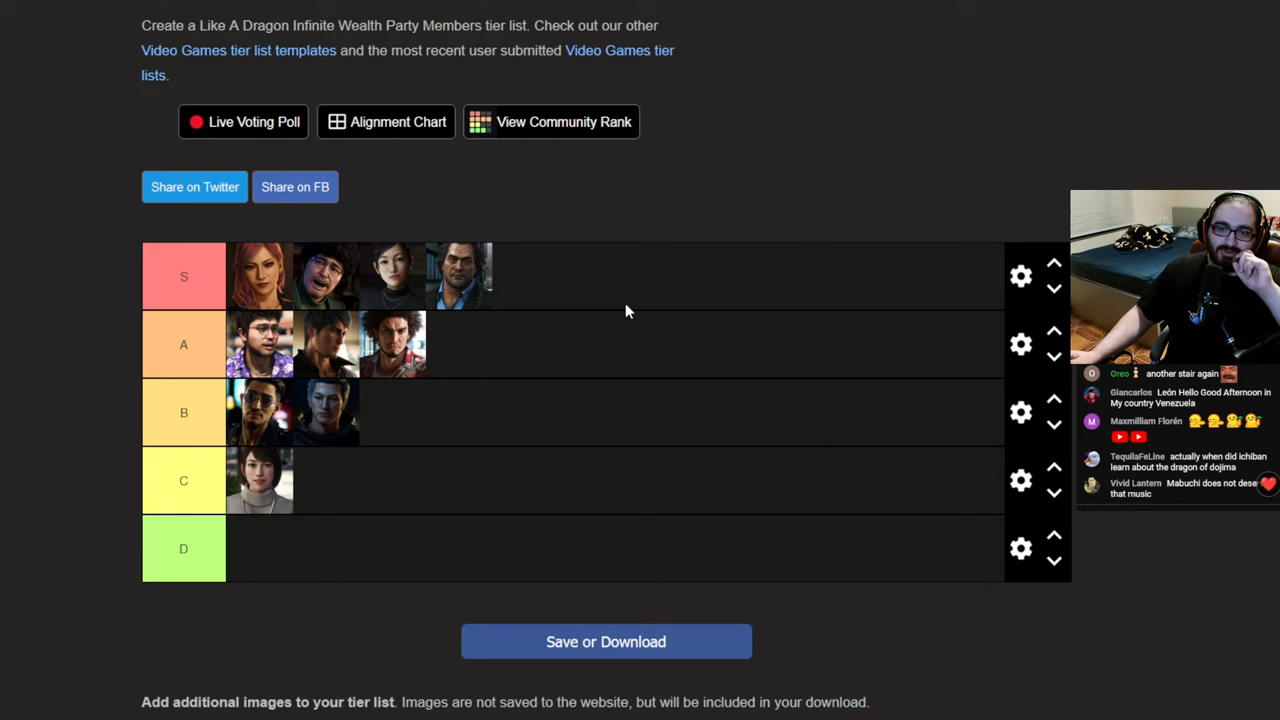 Create a Like A Dragon Infinite Wealth Party Members tier list. Check out our other
Video Games tier list templates and the most recent user submitted Video Games tier
lists.
Live Voting Poll
Alignment Chart
View Community Rank
Share on Twitter
Share on FB
S
A
B
C
D
O Oreo another stair again
Giancarlos León Hello Good Afternoon in
My country Venezuela
M Maxmilliam Florén
TequilaFeLine actually when did ichiban
learn about the dragon of dojima
Vivid Lantern Mabuchi does not dese
that music
Save or Download
Add additional images to your tier list. Images are not saved to the website, but will be included in your download.